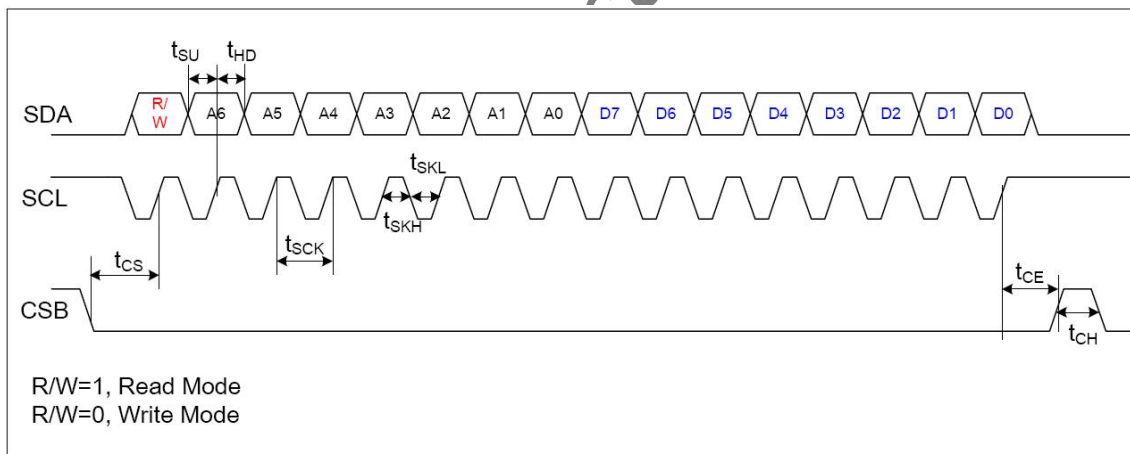 tSU tHD
SDA R/W A6 A5 A4 A3 A2 A1 A0 D7 D6 D5 D4 D3 D2 D1 D0
tSKL
SCL
tSKH
tSCK
tCS
tCE
CSB
tCH
R/W=1, Read Mode
R/W=0, Write Mode